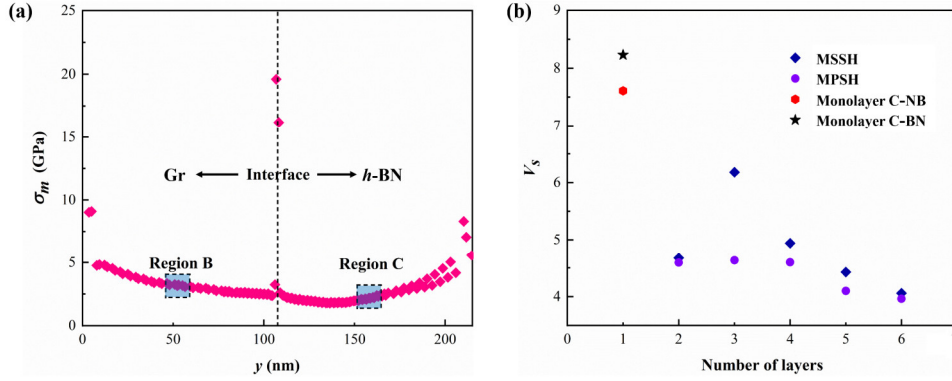 (a)
25
20
15
10
5
0
σm (GPa)
Gr
Interface
h-BN
Region B
Region C
0
50
100
150
200
y (nm)
(b)
9
8
7
6
5
4
Vs
MSSH
MPSH
Monolayer C-NB
Monolayer C-BN
0
1
2
3
4
5
6
Number of layers